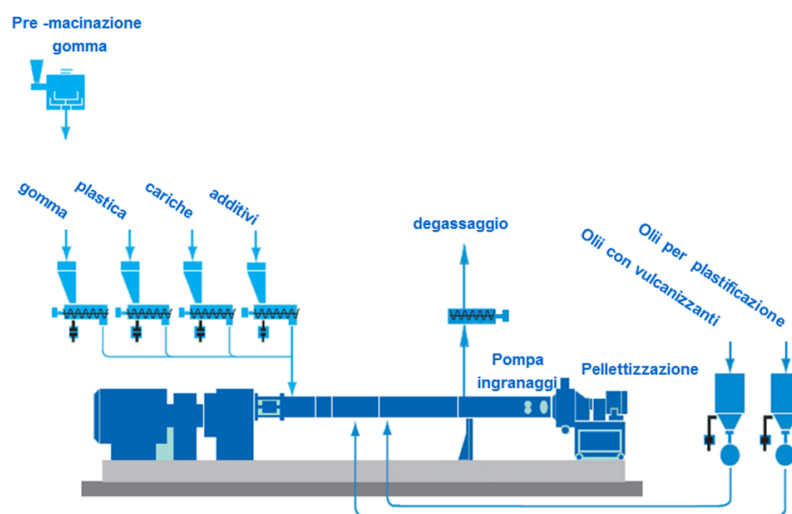 Pre -macinazione
gomma
gomma
plastica
cariche
additivi
degassaggio
Olii con vulcanizzanti
Olii per plastificazione
Pompa
ingranaggi
Pellettizzazione